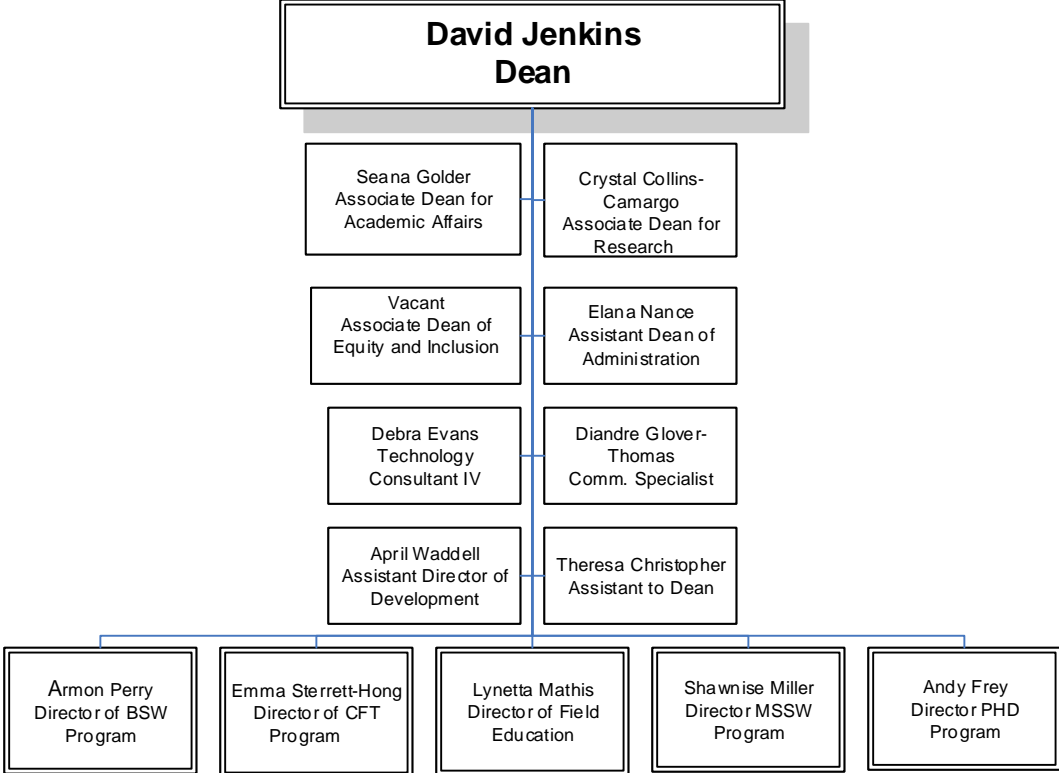 David Jenkins
Dean
Seana Golder
Associate Dean for
Academic Affairs
Crystal Collins-
Camargo
Associate Dean for
Research
Vacant
Associate Dean of
Equity and Inclusion
Elana Nance
Assistant Dean of
Administration
Debra Evans
Technology
Consultant IV
Diandre Glover-
Thomas
Comm. Specialist
April Waddell
Assistant Director of
Development
Theresa Christopher
Assistant to Dean
Armon Perry
Director of BSW
Program
Emma Sterrett-Hong
Director of CFT
Program
Lynetta Mathis
Director of Field
Education
Shawnise Miller
Director MSSW
Program
Andy Frey
Director PHD
Program